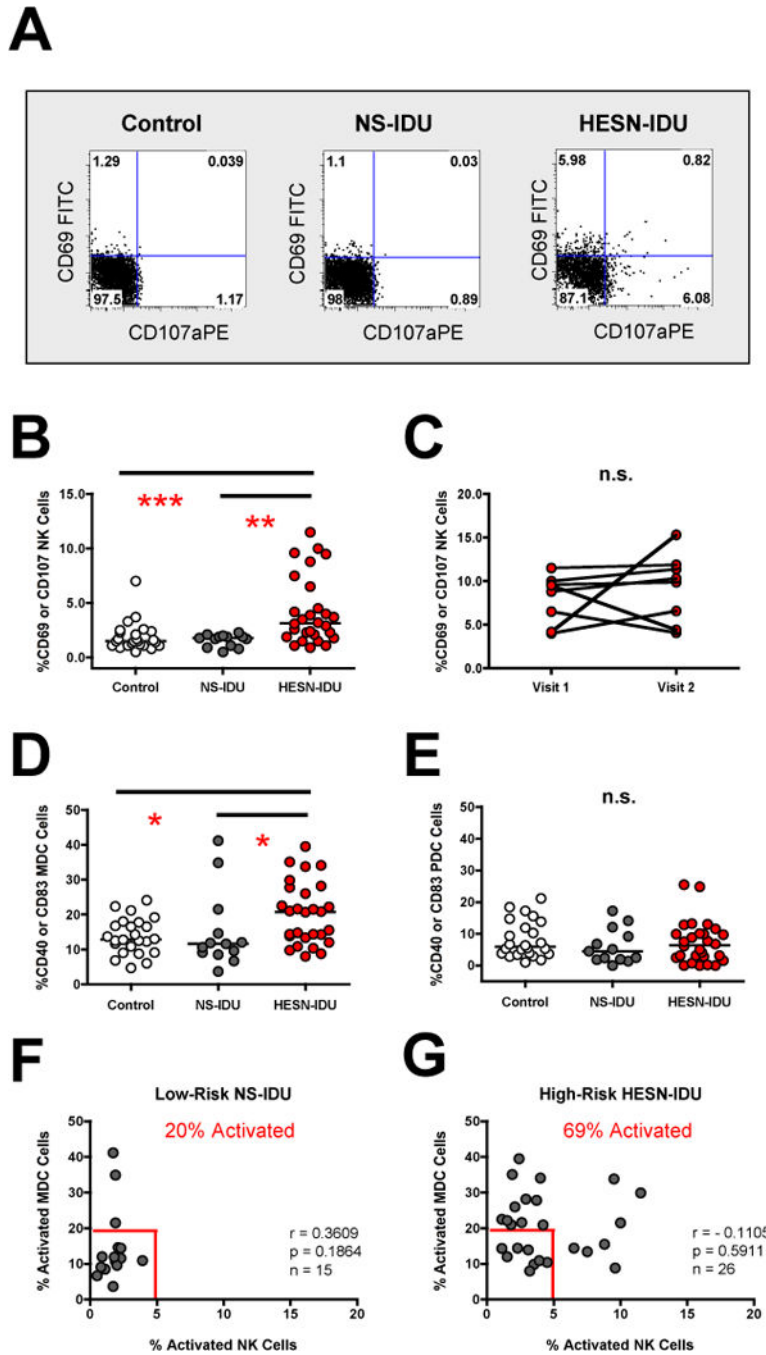 A
Control NS-IDU HESN-IDU
1.29 0.039 1.1 0.03 5.98 0.82
CD69 FITC CD69 FITC CD69 FITC
97.5 1.17 98 0.89 87.1 6.08
CD107aPE CD107aPE CD107aPE
B
%CD69 or CD107 NK Cells
15.0
10.0
5.0
0.0
***
**
Control NS-IDU HESN-IDU
C
n.s.
%CD69 or CD107 NK Cells
20.0
15.0
10.0
5.0
0.0
Visit 1 Visit 2
D
%CD40 or CD83 MDC Cells
50
40
30
20
10
0
*
*
Control NS-IDU HESN-IDU
E
n.s.
%CD40 or CD83 PDC Cells
50
40
30
20
10
0
Control NS-IDU HESN-IDU
F
Low-Risk NS-IDU
20% Activated
% Activated MDC Cells
50
40
30
20
10
0
r = 0.3609
p = 0.1864
n = 15
0 5 10 15 20
% Activated NK Cells
G
High-Risk HESN-IDU
69% Activated
% Activated MDC Cells
50
40
30
20
10
0
r = - 0.1105
p = 0.5911
n = 26
0 5 10 15 20
% Activated NK Cells